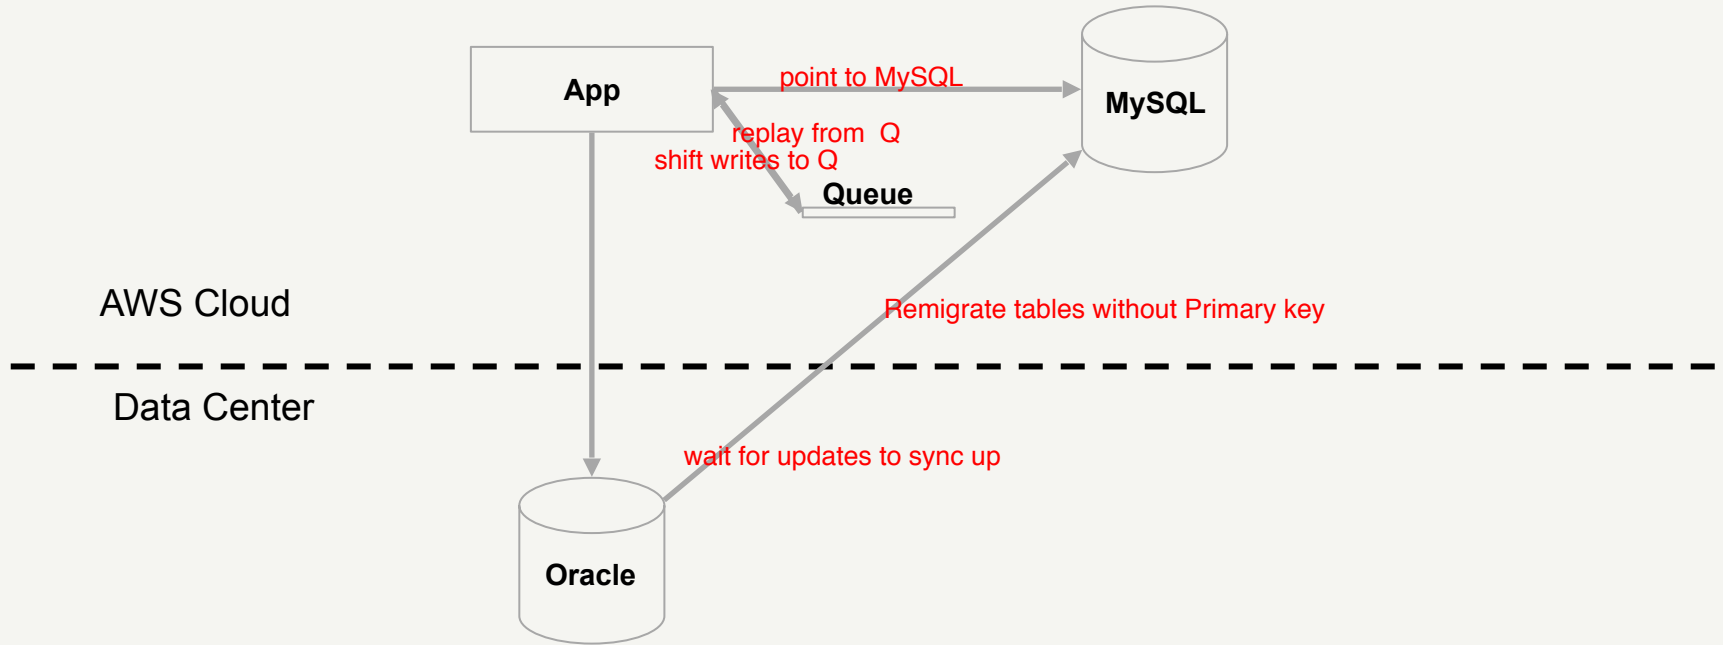 point to MySQL
App
MySQL
replay from  Q
shift writes to Q
Queue
AWS Cloud
Remigrate tables without Primary key
Data Center
wait for updates to sync up
Oracle